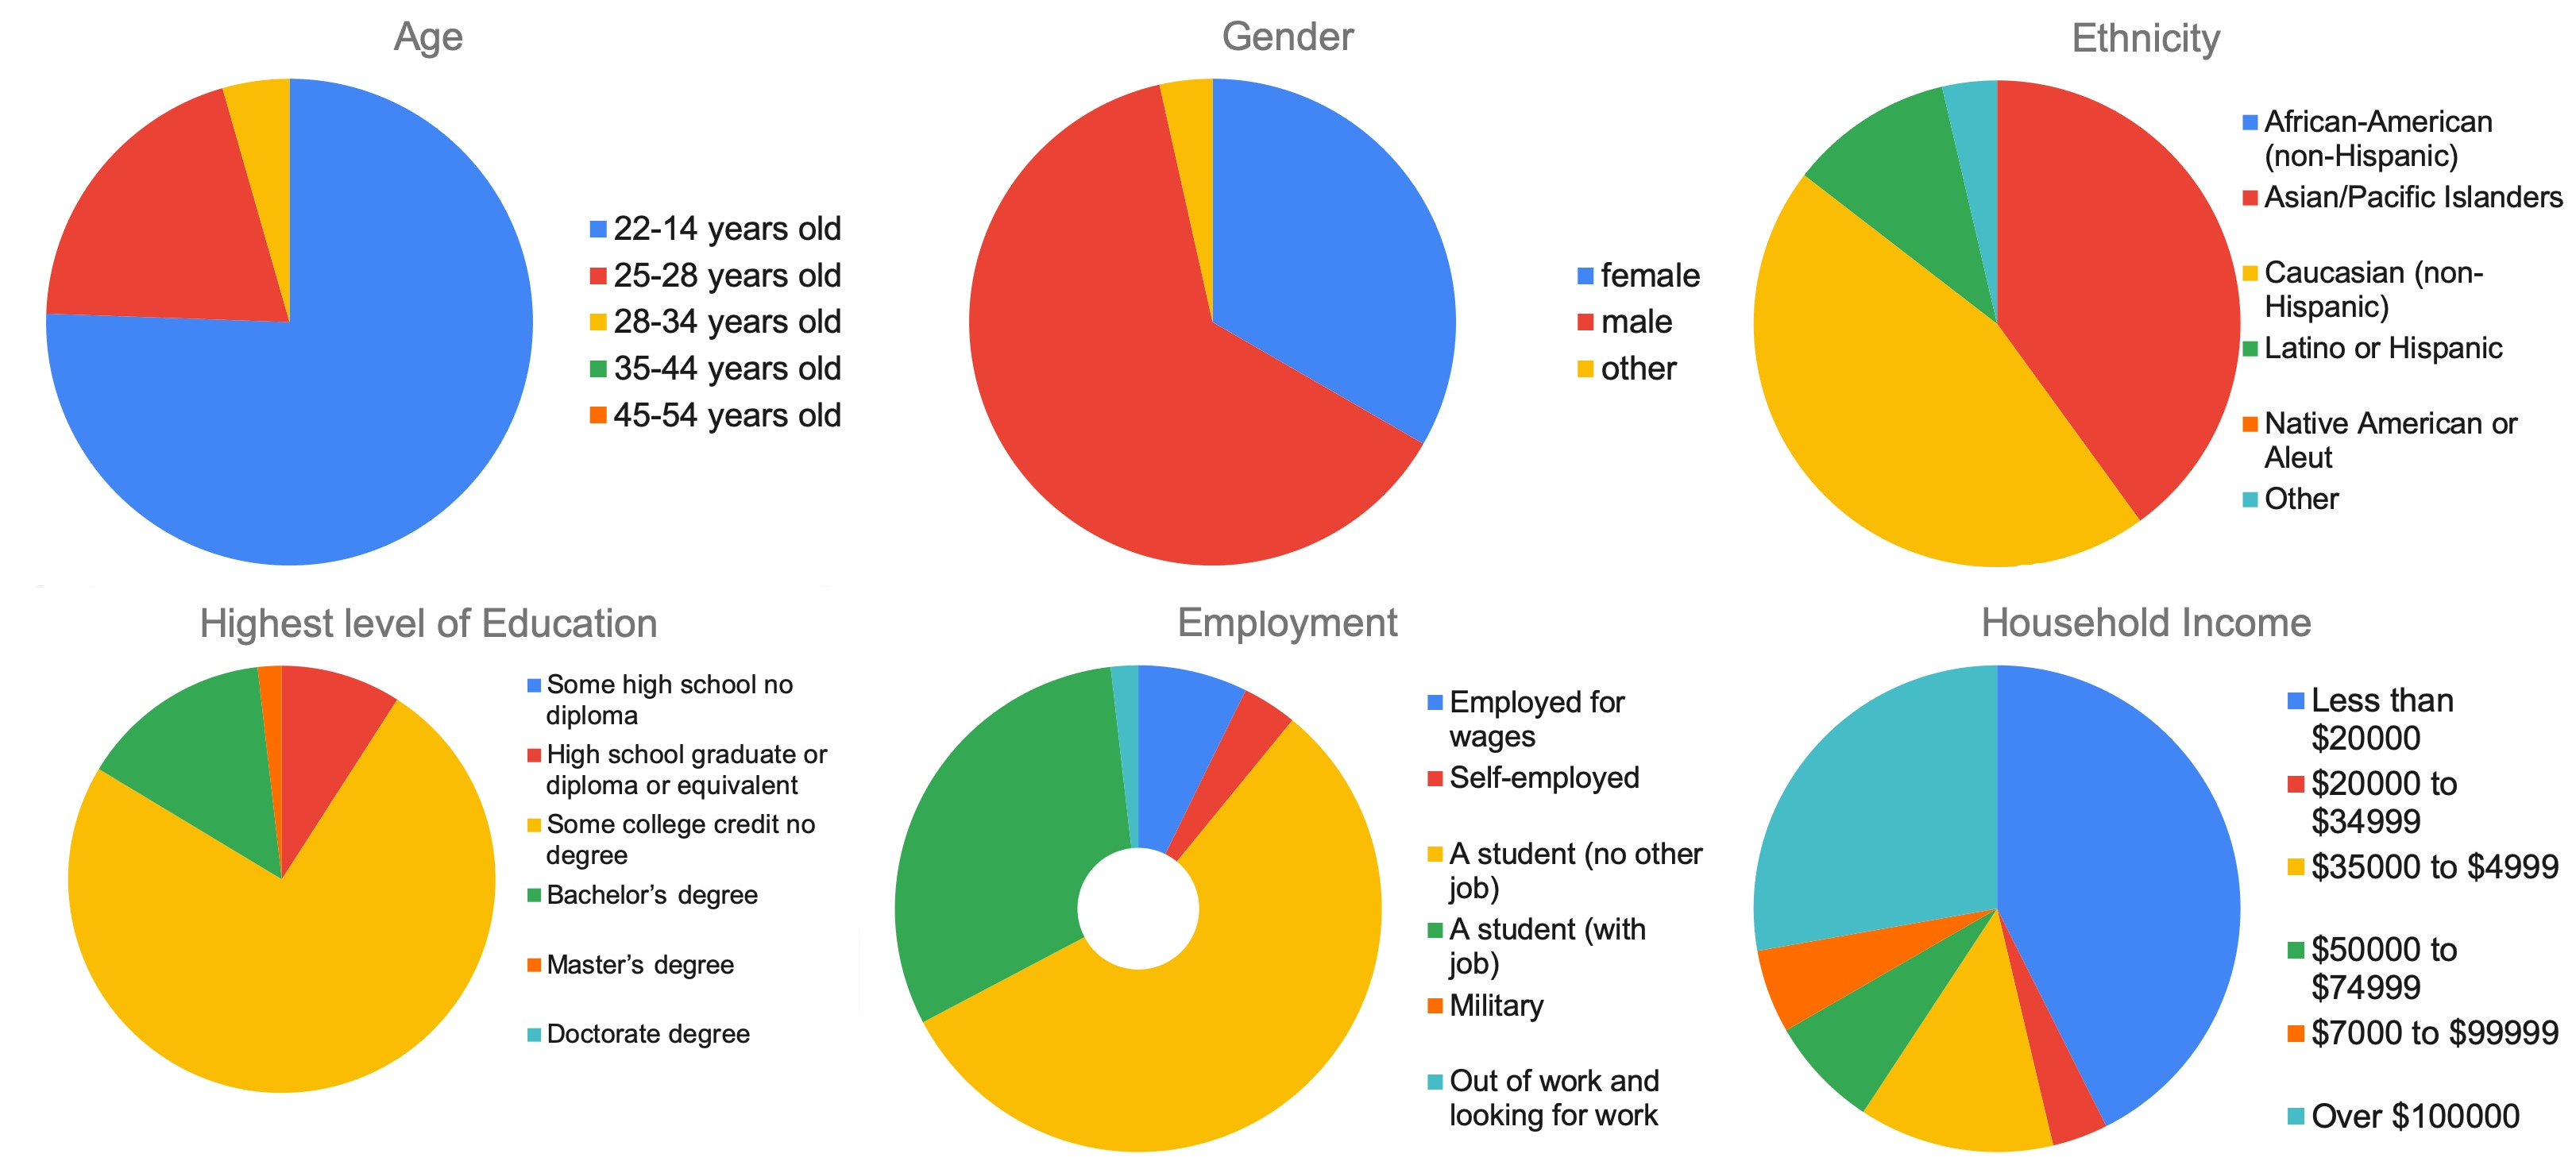 Age
22-14 years old
25-28 years old
28-34 years old
35-44 years old
45-54 years old
Gender
female
male
other
Ethnicity
African-American
(non-Hispanic)
Asian/Pacific Islanders
Caucasian (non-
Hispanic)
Latino or Hispanic
Native American or
Aleut
Other
Highest level of Education
Some high school no
diploma
High school graduate or
diploma or equivalent
Some college credit no
degree
Bachelor’s degree
Master’s degree
Doctorate degree
Employment
Employed for
wages
Self-employed
A student (no other
job)
A student (with
job)
Military
Out of work and
looking for work
Household Income
Less than
$20000
$20000 to
$34999
$35000 to $4999
$50000 to
$74999
$7000 to $99999
Over $100000